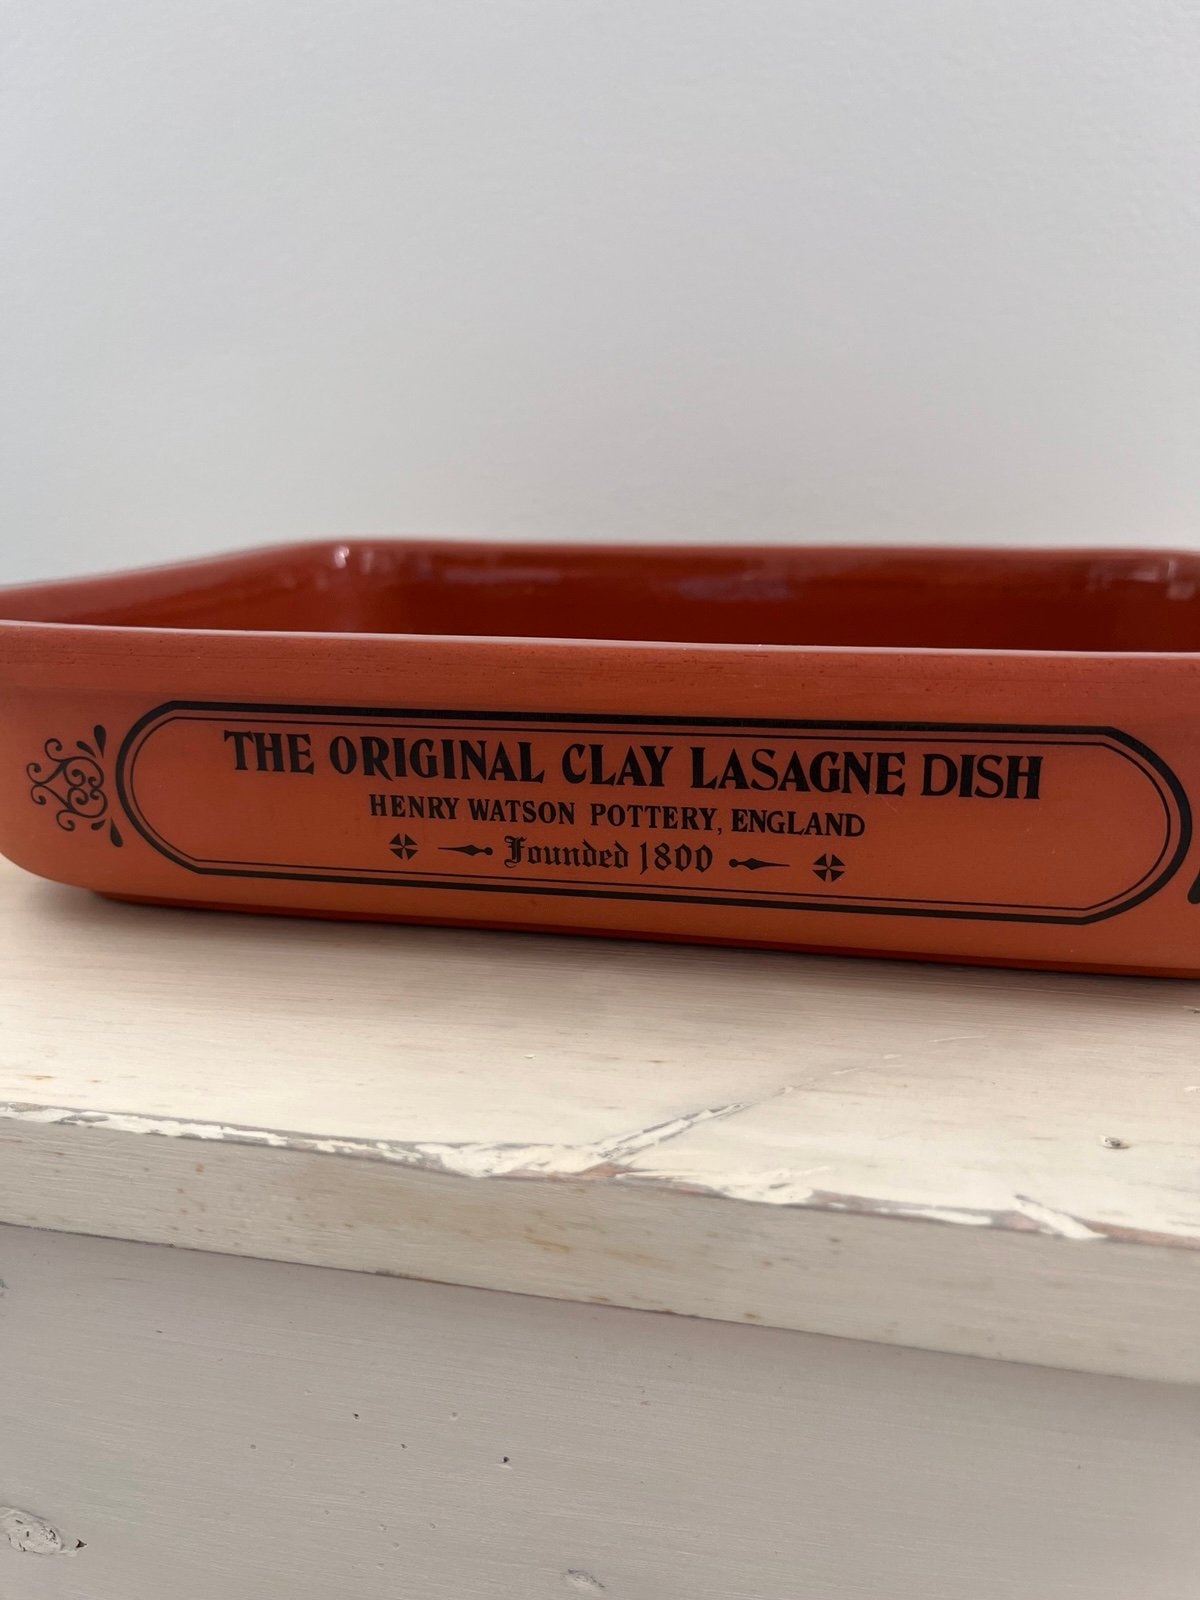 THE ORIGINAL CLAY LASAGNE DISH
HENRY WATSON POTTERY, ENGLAND
Founded 1800